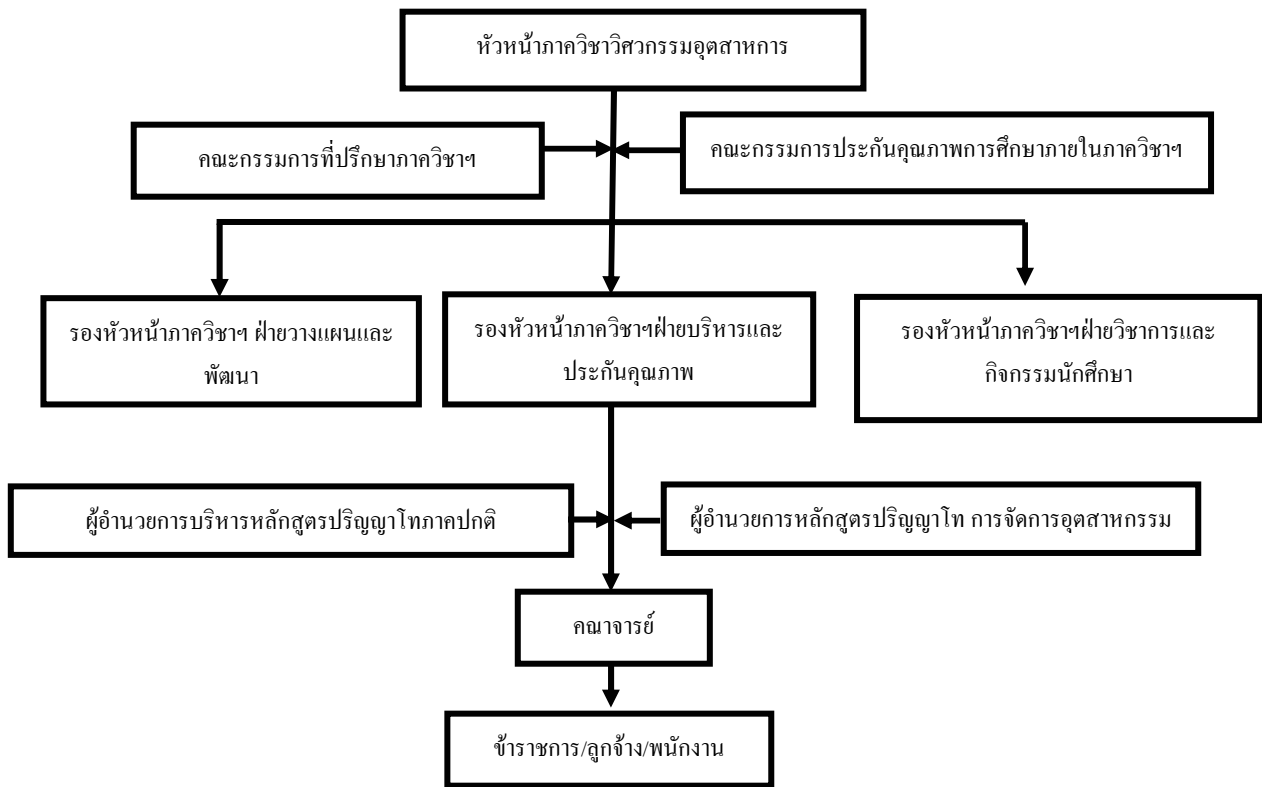 หัวหน้าภาควิชาวิศวกรรมอุตสาหการ
คณะกรรมการที่ปรึกษาภาควิชาฯ
คณะกรรมการประกันคุณภาพการศึกษาภายในภาควิชาฯ
รองหัวหน้าภาควิชาฯ ฝ่ายวางแผนและ
พัฒนา
รองหัวหน้าภาควิชาฯฝ่ายบริหารและ
ประกันคุณภาพ
รองหัวหน้าภาควิชาฯฝ่ายวิชาการและ
กิจกรรมนักศึกษา
ผู้อำนวยการบริหารหลักสูตรปริญญาโทภาคปกติ
ผู้อำนวยการหลักสูตรปริญญาโท การจัดการอุตสาหกรรม
คณาจารย์
ข้าราชการ/ลูกจ้าง/พนักงาน